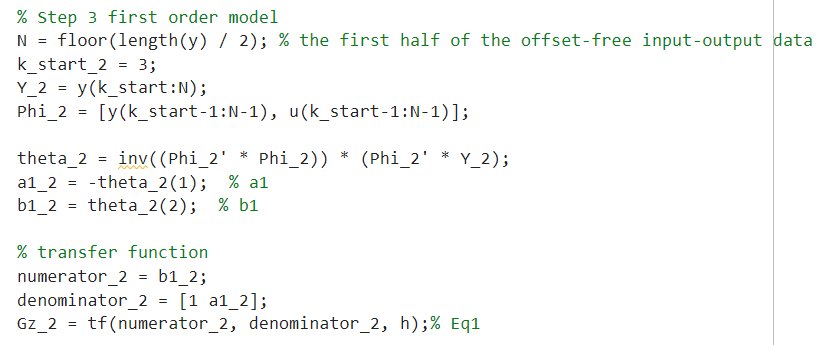 % Step 3 first order model
N = floor(length(y) / 2); % the first half of the offset-free input-output data
k_start_2 = 3;
Y_2 = y(k_start:N);
Phi_2 = [y(k_start-1:N-1), u(k_start-1:N-1)];
theta_2 = inv((Phi_2' * Phi_2)) * (Phi_2' * Y_2);
a1_2 = -theta_2(1);  % a1
b1_2 = theta_2(2);  % b1
% transfer function
numerator_2 = b1_2;
denominator_2 = [1 a1_2];
Gz_2 = tf(numerator_2, denominator_2, h);% Eq1